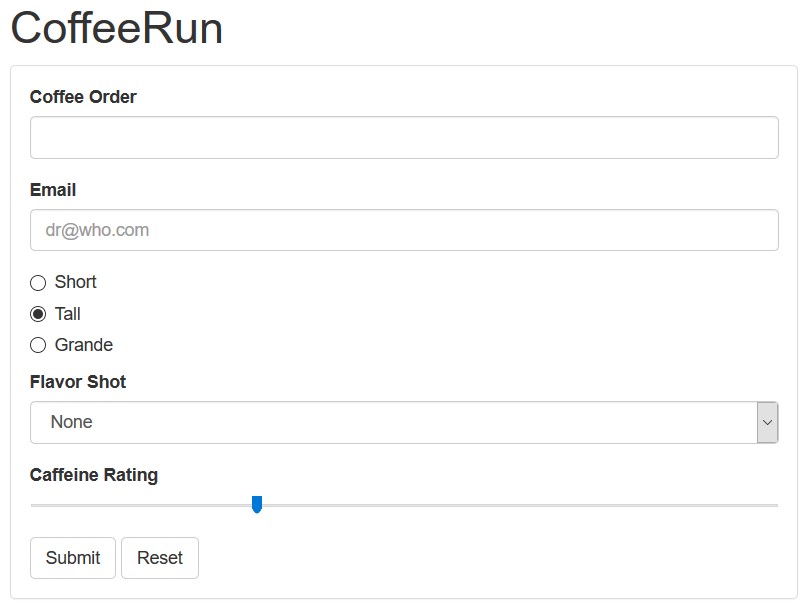 CoffeeRun
Coffee Order
Email
dr@who.com
Short
Tall
Grande
Flavor Shot
None
Caffeine Rating
Submit Reset